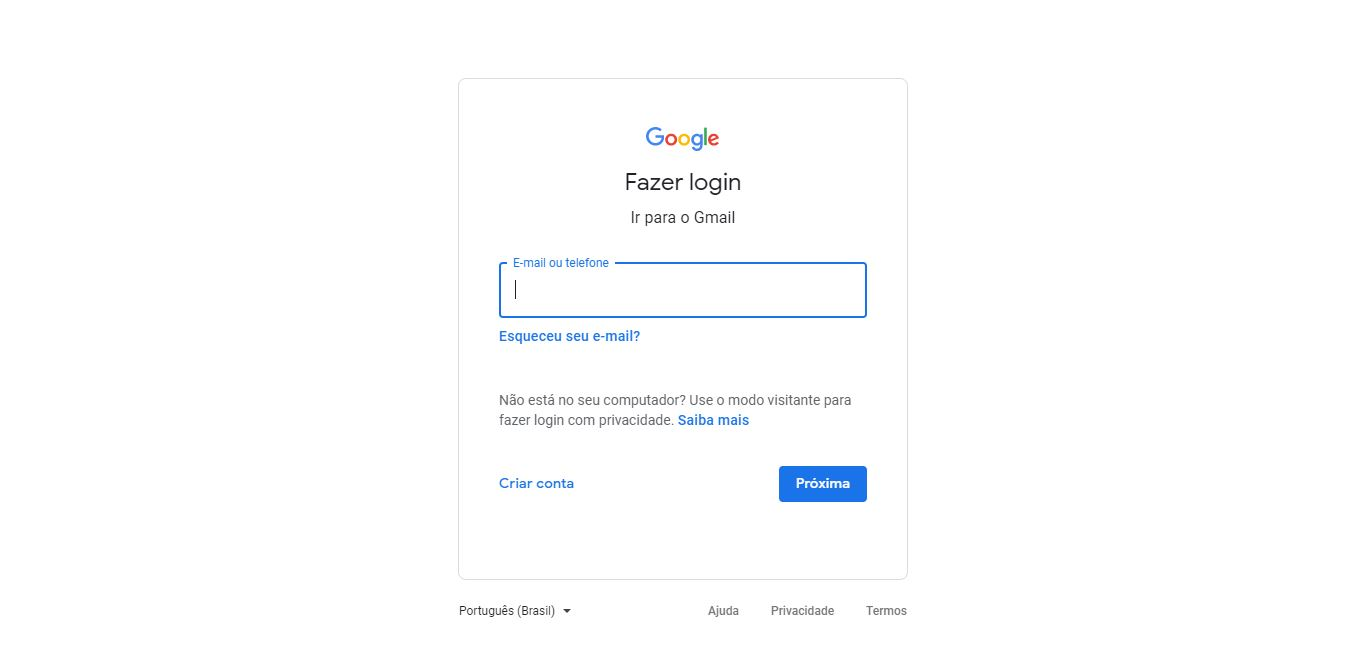 Google
Fazer login
Ir para o Gmail
E-mail ou telefone
Esqueceu seu e-mail?
Não está no seu computador? Use o modo visitante para
fazer login com privacidade. Saiba mais
Criar conta
Próxima
Português (Brasil)
Ajuda Privacidade Termos